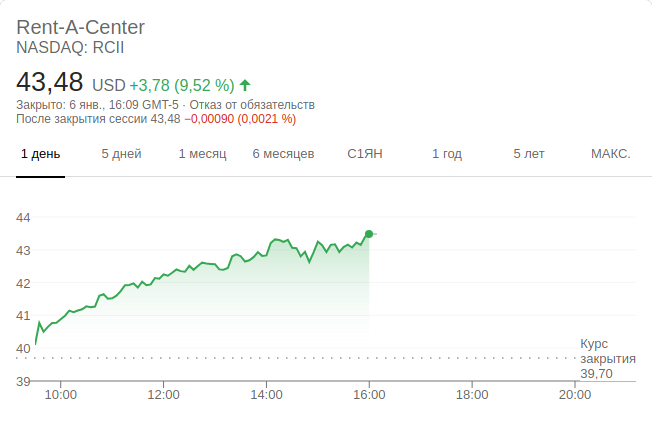 Rent-A-Center
NASDAQ: RCII
43,48 USD +3,78 (9,52 %)
Закрыто: 6 янв., 16:09 GMT-5 · Отказ от обязательств
После закрытия сессии 43,48 −0,00090 (0,0021 %)
1 день 5 дней 1 месяц 6 месяцев С1ЯН 1 год 5 лет МАКС.
44
43
42
41
40
39
Курс
закрытия
39,70
10:00 12:00 14:00 16:00 18:00 20:00